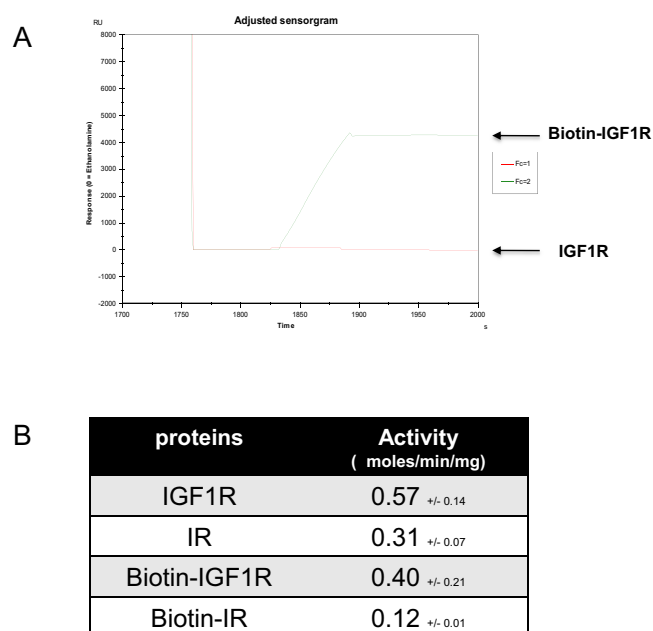 A
RU
Adjusted sensorgram
8000
7000
6000
5000
4000
3000
2000
1000
0
-1000
-2000
Response (0 = Ethanolamine)
1700
1750
1800
1850
1900
1950
2000
Time
s
Biotin-IGF1R
Fc=1
Fc=2
IGF1R
B
proteins Activity
( moles/min/mg)
IGF1R 0.57 +/- 0.14
IR 0.31 +/- 0.07
Biotin-IGF1R 0.40 +/- 0.21
Biotin-IR 0.12 +/- 0.01